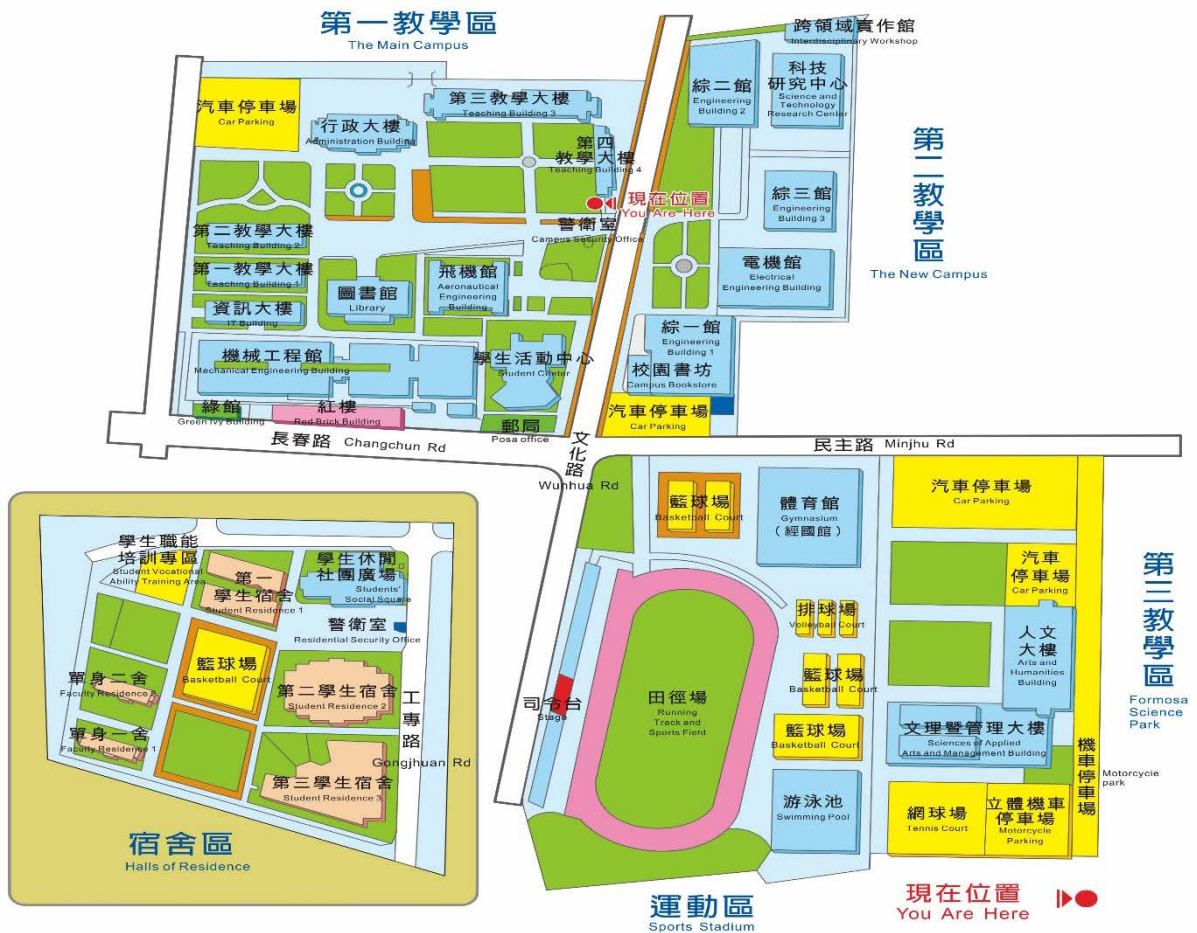 第一教學區
The Main Campus
汽車停車場
Car Parking
第三教學大樓
Teaching Building 3
行政大樓
Administration Building
第四
教學大樓
Teaching Building 4
現在位置
You Are Here
警衛室
Campus Security Office
第二教學大樓
Teaching Building 2
第一教學大樓
Teaching Building 1
資訊大樓
IT Building
圖書館
Library
飛機館
Aeronautical
Engineering
Building
機械工程館
Mechanical Engineering Building
學生活動中心
Student Center
綠館
Green Ivy Building
紅樓
Red Brick Building
郵局
Posa office
長春路 Changchun Rd
文化路
Wunhua Rd
民主路 Minjhu Rd
跨領域實作館
Interdisciplinary Workshop
綜二館
Engineering
Building 2
科技
研究中心
Science and
Technology
Research Center
第二教學區
The New Campus
綜三館
Engineering
Building 3
電機館
Electrical
Engineering Building
綜一館
Engineering
Building 1
校園書坊
Campus Bookstore
汽車停車場
Car Parking
學生職能
培訓專區
Student Vocational
Ability Training Area
第一
學生宿舍
Student Residence 1
學生休閒
社團廣場
Students'
Social Square
警衛室
Residential Security Office
籃球場
Basketball Court
單身二舍
Faculty Residence 2
第二學生宿舍
Student Residence 2
單身一舍
Faculty Residence 1
第三學生宿舍
Student Residence 3
工專路
Gongjhuan Rd
宿舍區
Halls of Residence
籃球場
Basketball Court
體育館
Gymnasium
(經國館)
排球場
Volleyball Court
籃球場
Basketball Court
籃球場
Basketball Court
司令台
Stage
田徑場
Running
Track and
Sports Field
游泳池
Swimming Pool
運動區
Sports Stadium
汽車停車場
Car Parking
汽車
停車場
Car Parking
人文
大樓
Arts and
Humanities
Building
文理暨管理大樓
Sciences of Applied
Arts and Management Building
網球場
Tennis Court
立體機車
停車場
Motorcycle
Parking
機車停車場
Motorcycle
park
第三教學區
Formosa
Science
Park
現在位置
You Are Here